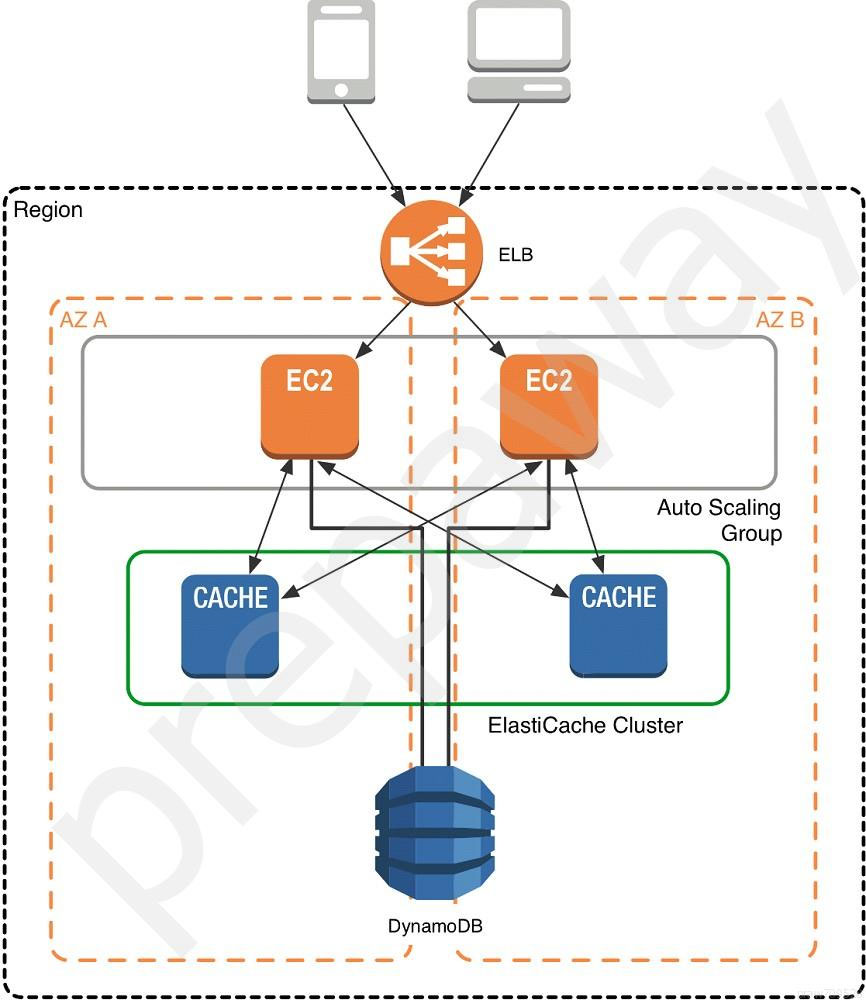 Region
ELB
AZ A
AZ B
EC2
EC2
Auto Scaling
Group
CACHE
CACHE
ElastiCache Cluster
DynamoDB
prepaway